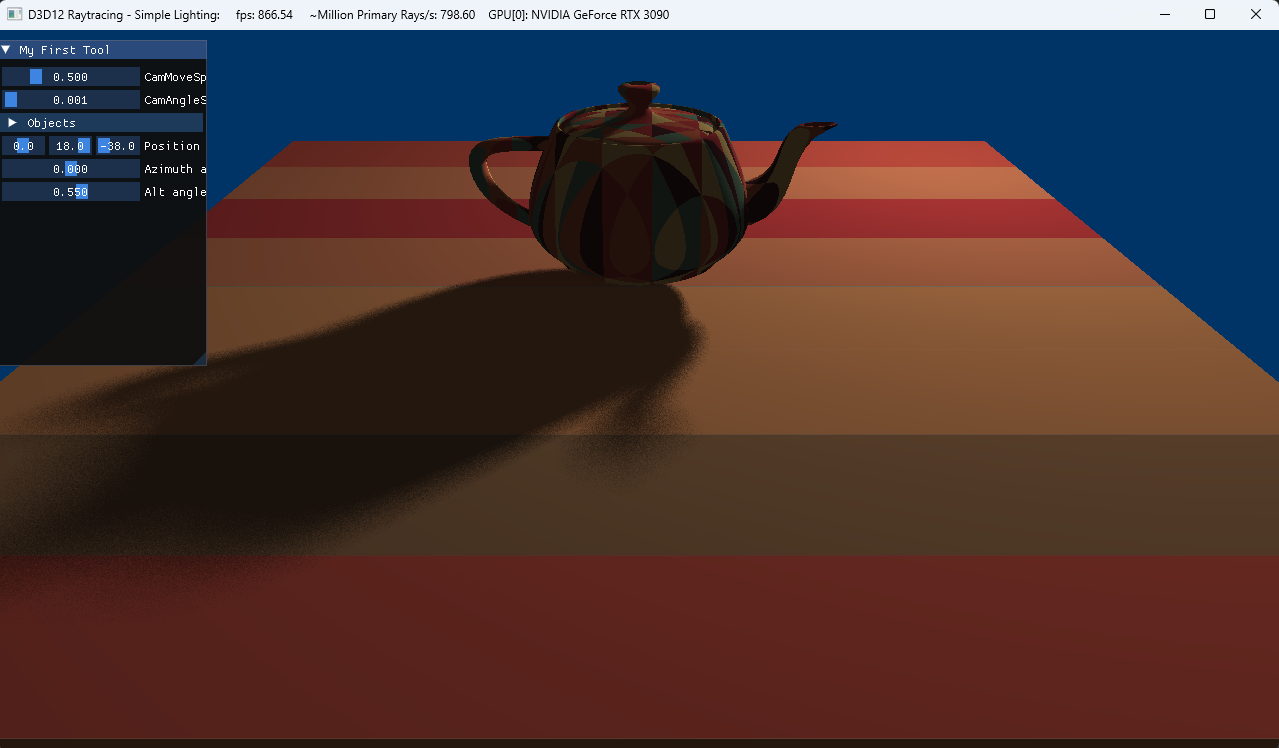 D3D12 Raytracing - Simple Lighting: fps: 866.54 ~Million Primary Rays/s: 798.60 GPU[0]: NVIDIA GeForce RTX 3090
My First Tool
0.500 CamMoveSp
0.001 CamAngleS
Objects
0.0 18.0 -38.0 Position
0.000 Azimuth a
0.550 Alt angle